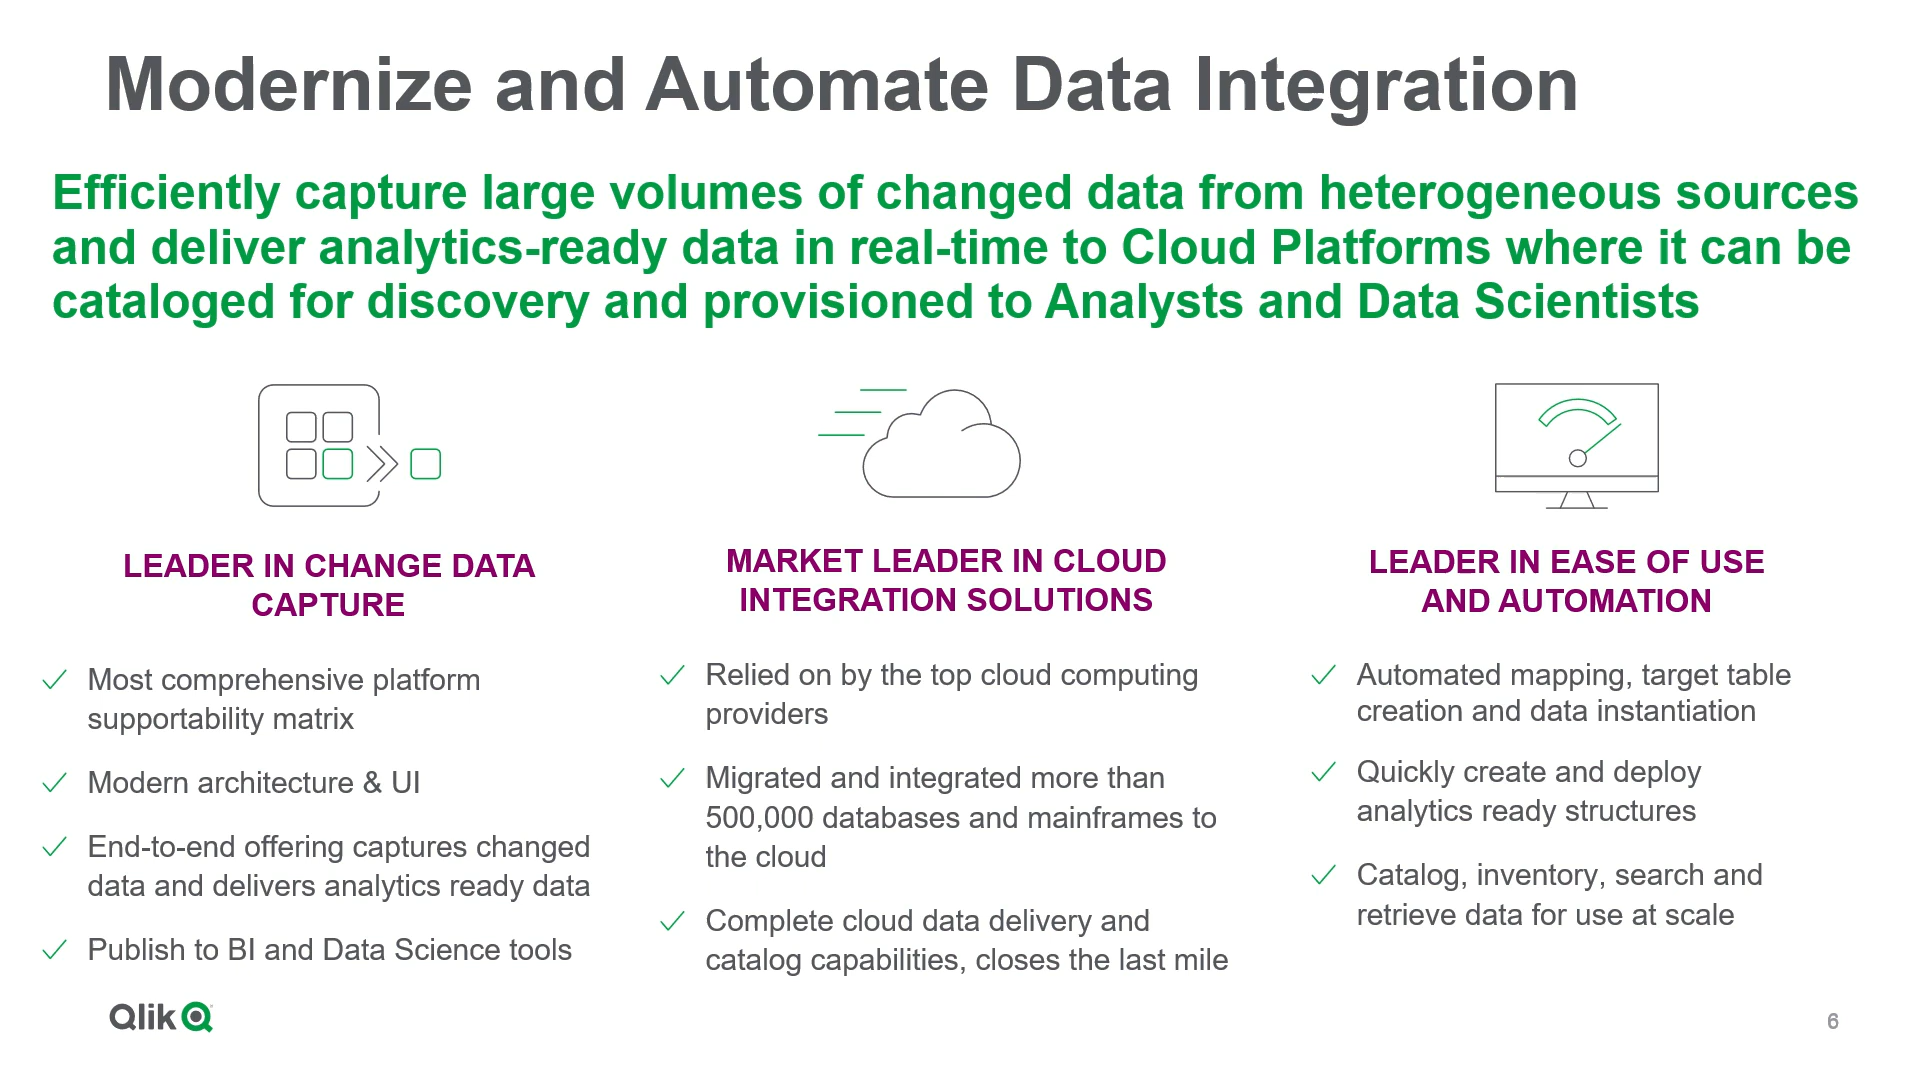 Modernize and Automate Data Integration
Efficiently capture large volumes of changed data from heterogeneous sources
and deliver analytics-ready data in real-time to Cloud Platforms where it can be
cataloged for discovery and provisioned to Analysts and Data Scientists
LEADER IN CHANGE DATA
CAPTURE
Most comprehensive platform
supportability matrix
Modern architecture & UI
End-to-end offering captures changed
data and delivers analytics ready data
Publish to BI and Data Science tools
MARKET LEADER IN CLOUD
INTEGRATION SOLUTIONS
Relied on by the top cloud computing
providers
Migrated and integrated more than
500,000 databases and mainframes to
the cloud
Complete cloud data delivery and
catalog capabilities, closes the last mile
LEADER IN EASE OF USE
AND AUTOMATION
Automated mapping, target table
creation and data instantiation
Quickly create and deploy
analytics ready structures
Catalog, inventory, search and
retrieve data for use at scale
Qlik
6